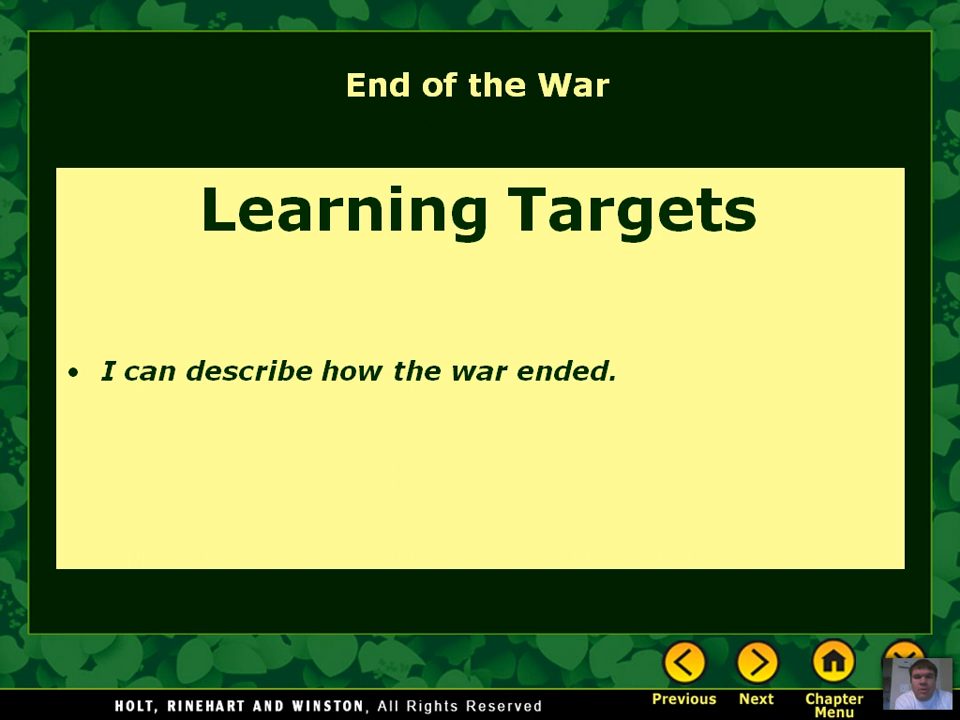 End of the War
Learning Targets
• I can describe how the war ended.
Previous Next Chapter
Menu
HOLT, RINEHART AND WINSTON, All Rights Reserved